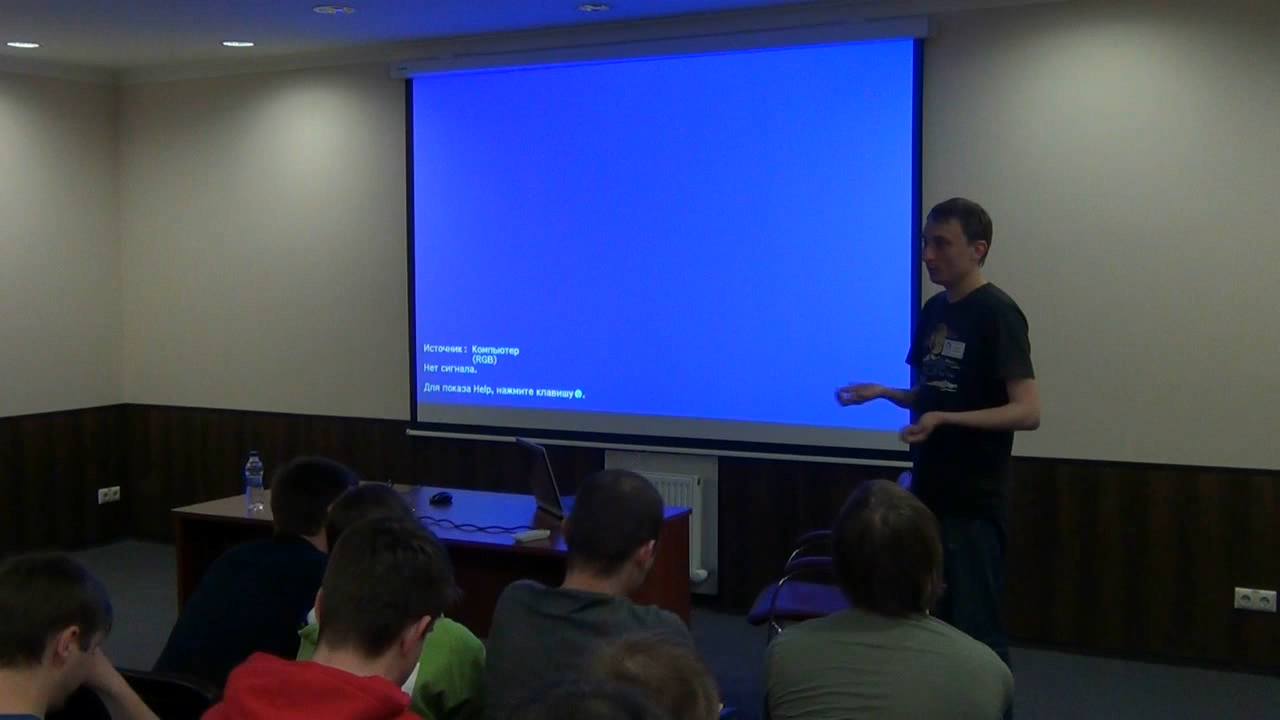 Источник: Компьютер
(RGB)
Нет сигнала.
Для показа Help, нажмите клавишу.